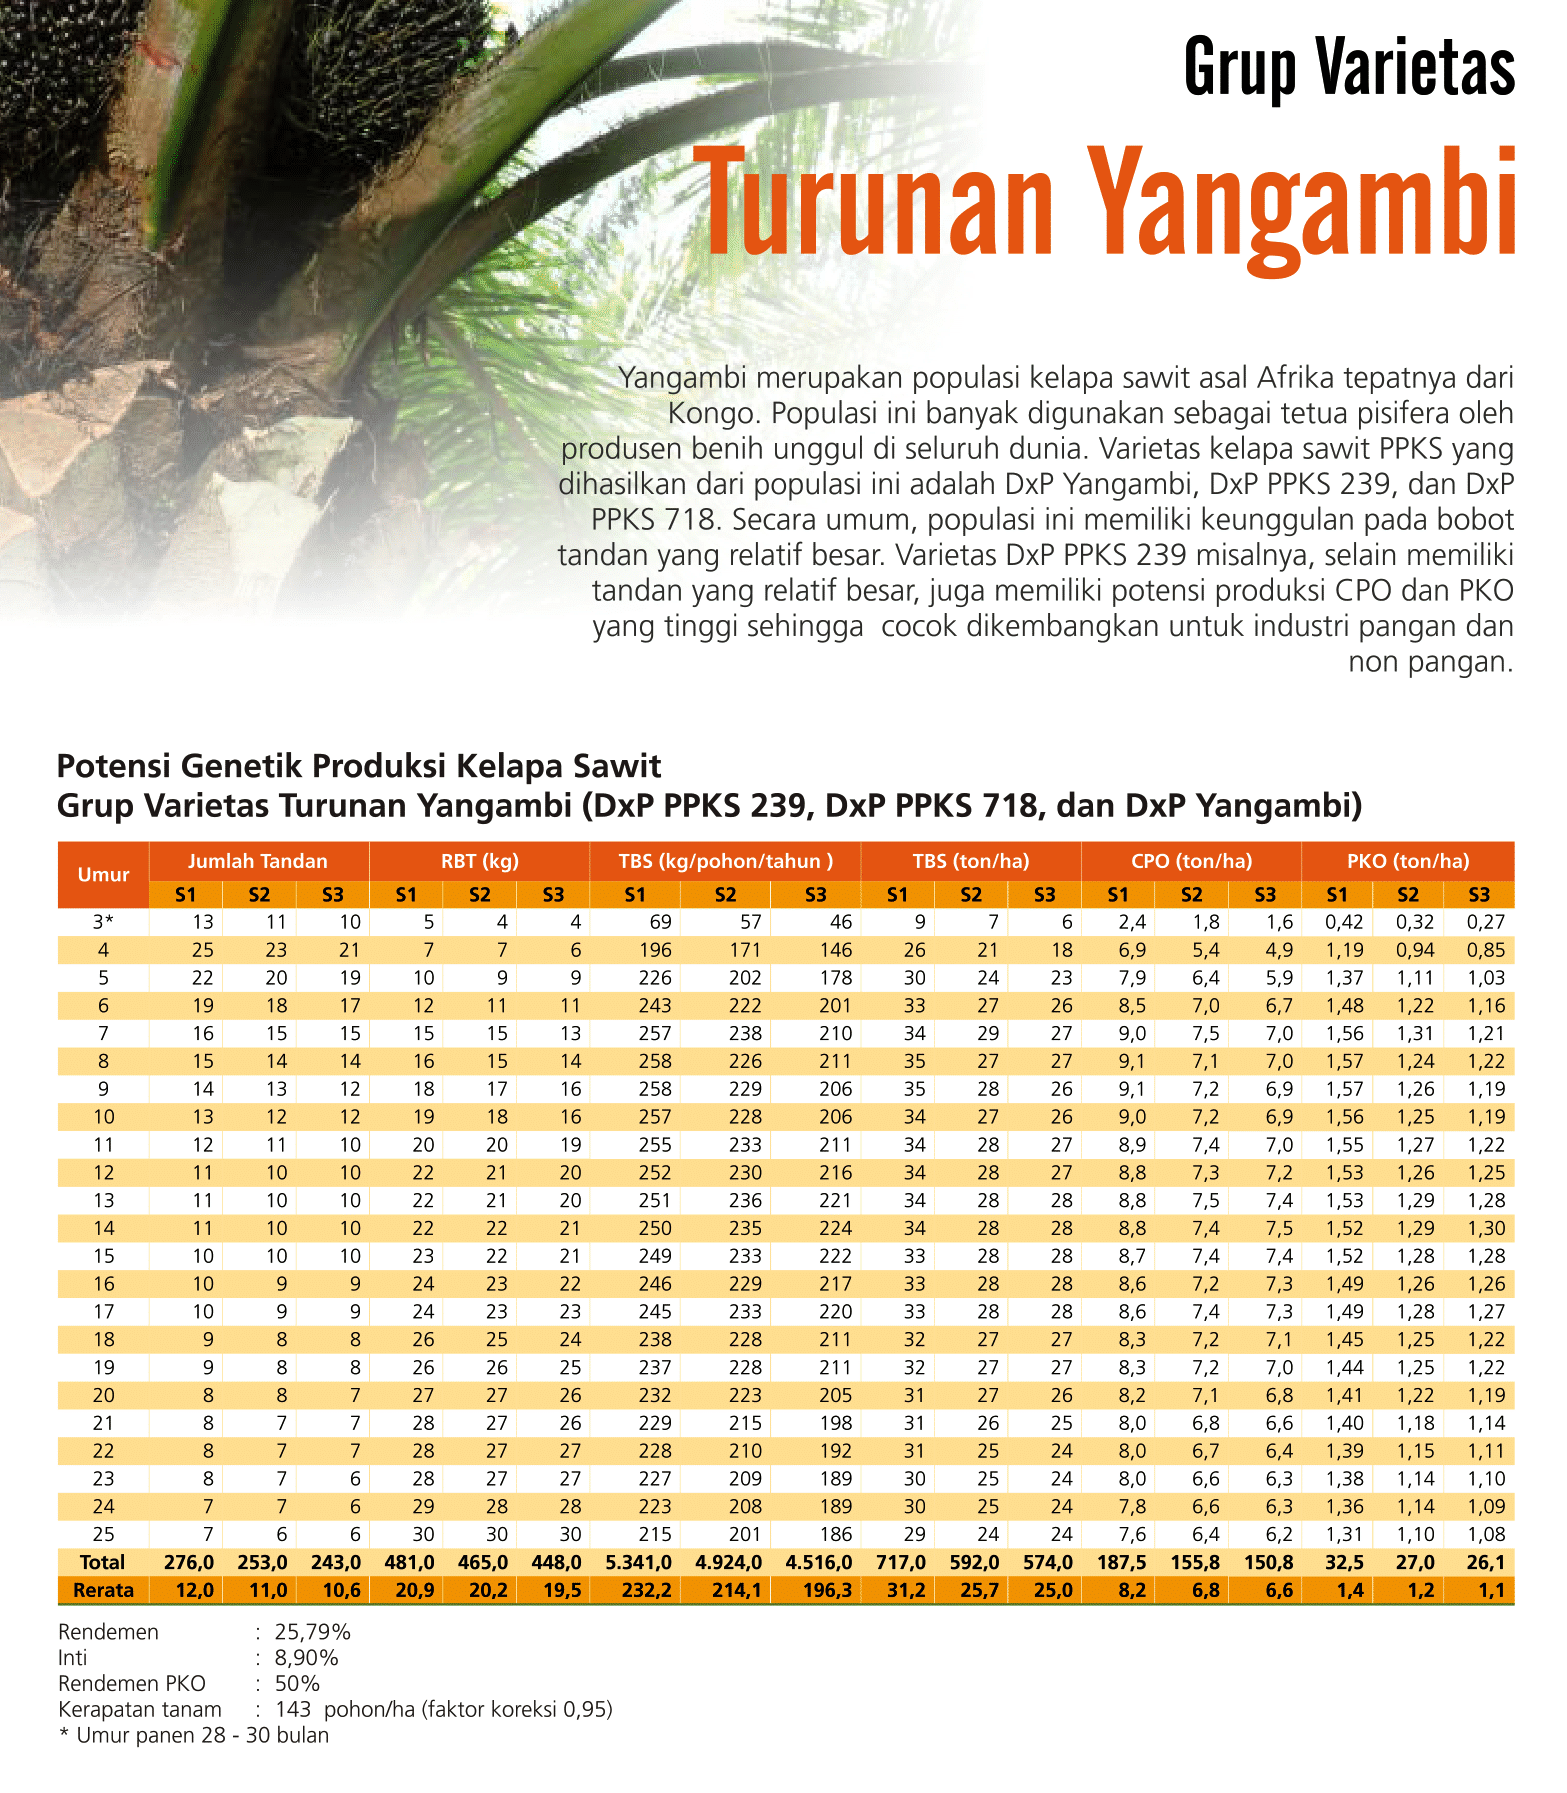 Grup Varietas
Turunan Yangambi
Yangambi merupakan populasi kelapa sawit asal Afrika tepatnya dari
Kongo. Populasi ini banyak digunakan sebagai tetua pisifera oleh
produsen benih unggul di seluruh dunia. Varietas kelapa sawit PPKS yang
dihasilkan dari populasi ini adalah DxP Yangambi, DxP PPKS 239, dan DxP
PPKS 718. Secara umum, populasi ini memiliki keunggulan pada bobot
tandan yang relatif besar. Varietas DxP PPKS 239 misalnya, selain memiliki
tandan yang relatif besar, juga memiliki potensi produksi CPO dan PKO
yang tinggi sehingga  cocok dikembangkan untuk industri pangan dan
non pangan.
Potensi Genetik Produksi Kelapa Sawit
Grup Varietas Turunan Yangambi (DxP PPKS 239, DxP PPKS 718, dan DxP Yangambi)
Umur Jumlah Tandan RBT (kg) TBS (kg/pohon/tahun ) TBS (ton/ha) CPO (ton/ha) PKO (ton/ha)
S1 S2 S3 S1 S2 S3 S1 S2 S3 S1 S2 S3 S1 S2 S3 S1 S2 S3
3* 13 11 10 5 4 4 69 57 46 9 7 6 2,4 1,8 1,6 0,42 0,32 0,27
4 25 23 21 7 7 6 196 171 146 26 21 18 6,9 5,4 4,9 1,19 0,94 0,85
5 22 20 19 10 9 9 226 202 178 30 24 23 7,9 6,4 5,9 1,37 1,11 1,03
6 19 18 17 12 11 11 243 222 201 33 27 26 8,5 7,0 6,7 1,48 1,22 1,16
7 16 15 15 15 15 13 257 238 210 34 29 27 9,0 7,5 7,0 1,56 1,31 1,21
8 15 14 14 16 15 14 258 226 211 35 27 27 9,1 7,1 7,0 1,57 1,24 1,22
9 14 13 12 18 17 16 258 229 206 35 28 26 9,1 7,2 6,9 1,57 1,26 1,19
10 13 12 12 19 18 16 257 228 206 34 27 26 9,0 7,2 6,9 1,56 1,25 1,19
11 12 11 10 20 20 19 255 233 211 34 28 27 8,9 7,4 7,0 1,55 1,27 1,22
12 11 10 10 22 21 20 252 230 216 34 28 27 8,8 7,3 7,2 1,53 1,26 1,25
13 11 10 10 22 21 20 251 236 221 34 28 28 8,8 7,5 7,4 1,53 1,29 1,28
14 11 10 10 22 22 21 250 235 224 34 28 28 8,8 7,4 7,5 1,52 1,29 1,30
15 10 10 10 23 22 21 249 233 222 33 28 28 8,7 7,4 7,4 1,52 1,28 1,28
16 10 9 9 24 23 22 246 229 217 33 28 28 8,6 7,2 7,3 1,49 1,26 1,26
17 10 9 9 24 23 23 245 233 220 33 28 28 8,6 7,4 7,3 1,49 1,28 1,27
18 9 8 8 26 25 24 238 228 211 32 27 27 8,3 7,2 7,1 1,45 1,25 1,22
19 9 8 8 26 26 25 237 228 211 32 27 27 8,3 7,2 7,0 1,44 1,25 1,22
20 8 8 7 27 27 26 232 223 205 31 27 26 8,2 7,1 6,8 1,41 1,22 1,19
21 8 7 7 28 27 26 229 215 198 31 26 25 8,0 6,8 6,6 1,40 1,18 1,14
22 8 7 7 28 27 27 228 210 192 31 25 24 8,0 6,7 6,4 1,39 1,15 1,11
23 8 7 6 28 27 27 227 209 189 30 25 24 8,0 6,6 6,3 1,38 1,14 1,10
24 7 7 6 29 28 28 223 208 189 30 25 24 7,8 6,6 6,3 1,36 1,14 1,09
25 7 6 6 30 30 30 215 201 186 29 24 24 7,6 6,4 6,2 1,31 1,10 1,08
Total 276,0 253,0 243,0 481,0 465,0 448,0 5.341,0 4.924,0 4.516,0 717,0 592,0 574,0 187,5 155,8 150,8 32,5 27,0 26,1
Rerata 12,0 11,0 10,6 20,9 20,2 19,5 232,2 214,1 196,3 31,2 25,7 25,0 8,2 6,8 6,6 1,4 1,2 1,1
Rendemen : 25,79%
Inti : 8,90%
Rendemen PKO : 50%
Kerapatan tanam : 143  pohon/ha (faktor koreksi 0,95)
* Umur panen 28 - 30 bulan